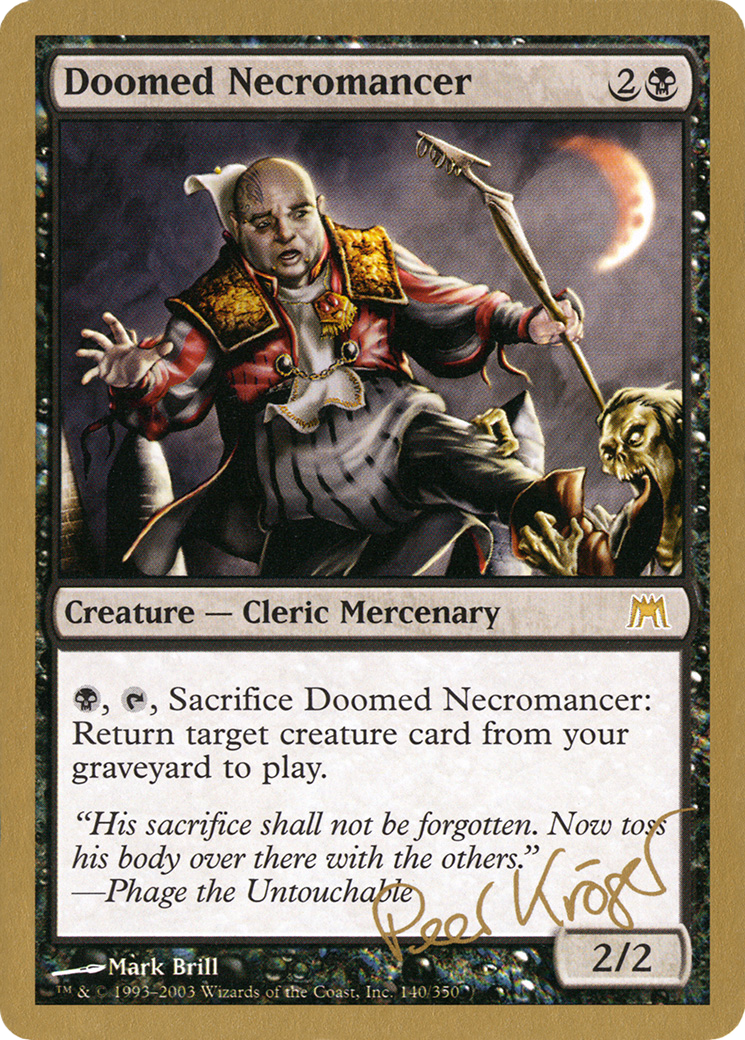 Doomed Necromancer 2
Creature — Cleric Mercenary
, , Sacrifice Doomed Necromancer:
Return target creature card from your
graveyard to play.
“His sacrifice shall not be forgotten. Now toss
his body over there with the others.”
—Phage the Untouchable
Peer Kröger
2/2
Mark Brill
™ & © 1993–2003 Wizards of the Coast, Inc. 140/350